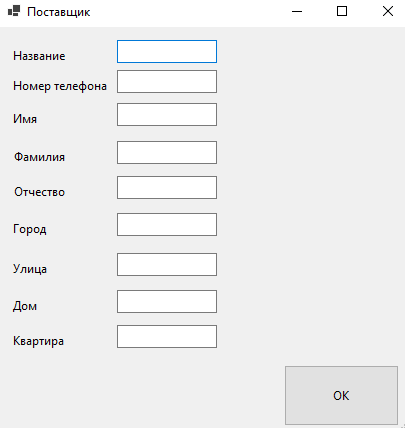 Поставщик
Название
Номер телефона
Имя
Фамилия
Отчество
Город
Улица
Дом
Квартира
OK